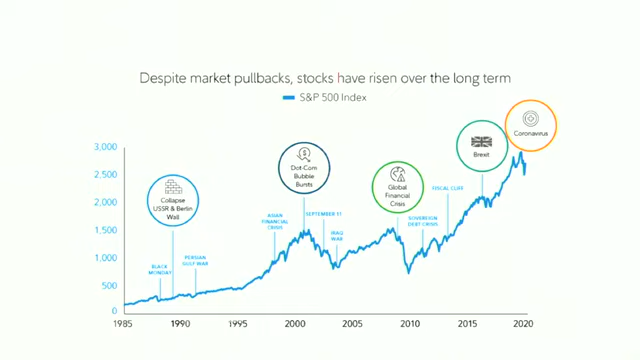 Despite market pullbacks, stocks have risen over the long term
S&P 500 Index
Coronavirus
Brexit
Dot-Com
Bubble
Bursts
Global
Financial
Crisis
Collapse
USSR & Berlin
Wall
FISCAL CLIFF
ASIAN
FINANCIAL
CRISIS
SEPTEMBER 11
IRAQ
WAR
SOVEREIGN
DEBT CRISIS
PERSIAN
GULF WAR
BLACK
MONDAY
3,000
2,500
2,000
1,500
1,000
500
0
1985 1990 1995 2000 2005 2010 2015 2020